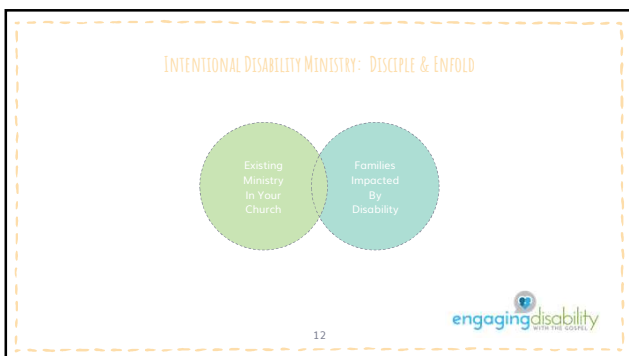 Intentional Disability Ministry: Disciple & Enfold
Existing
Ministry
In Your
Church
Families
Impacted
By
Disability
engagingdisability
WITH THE GOSPEL
12